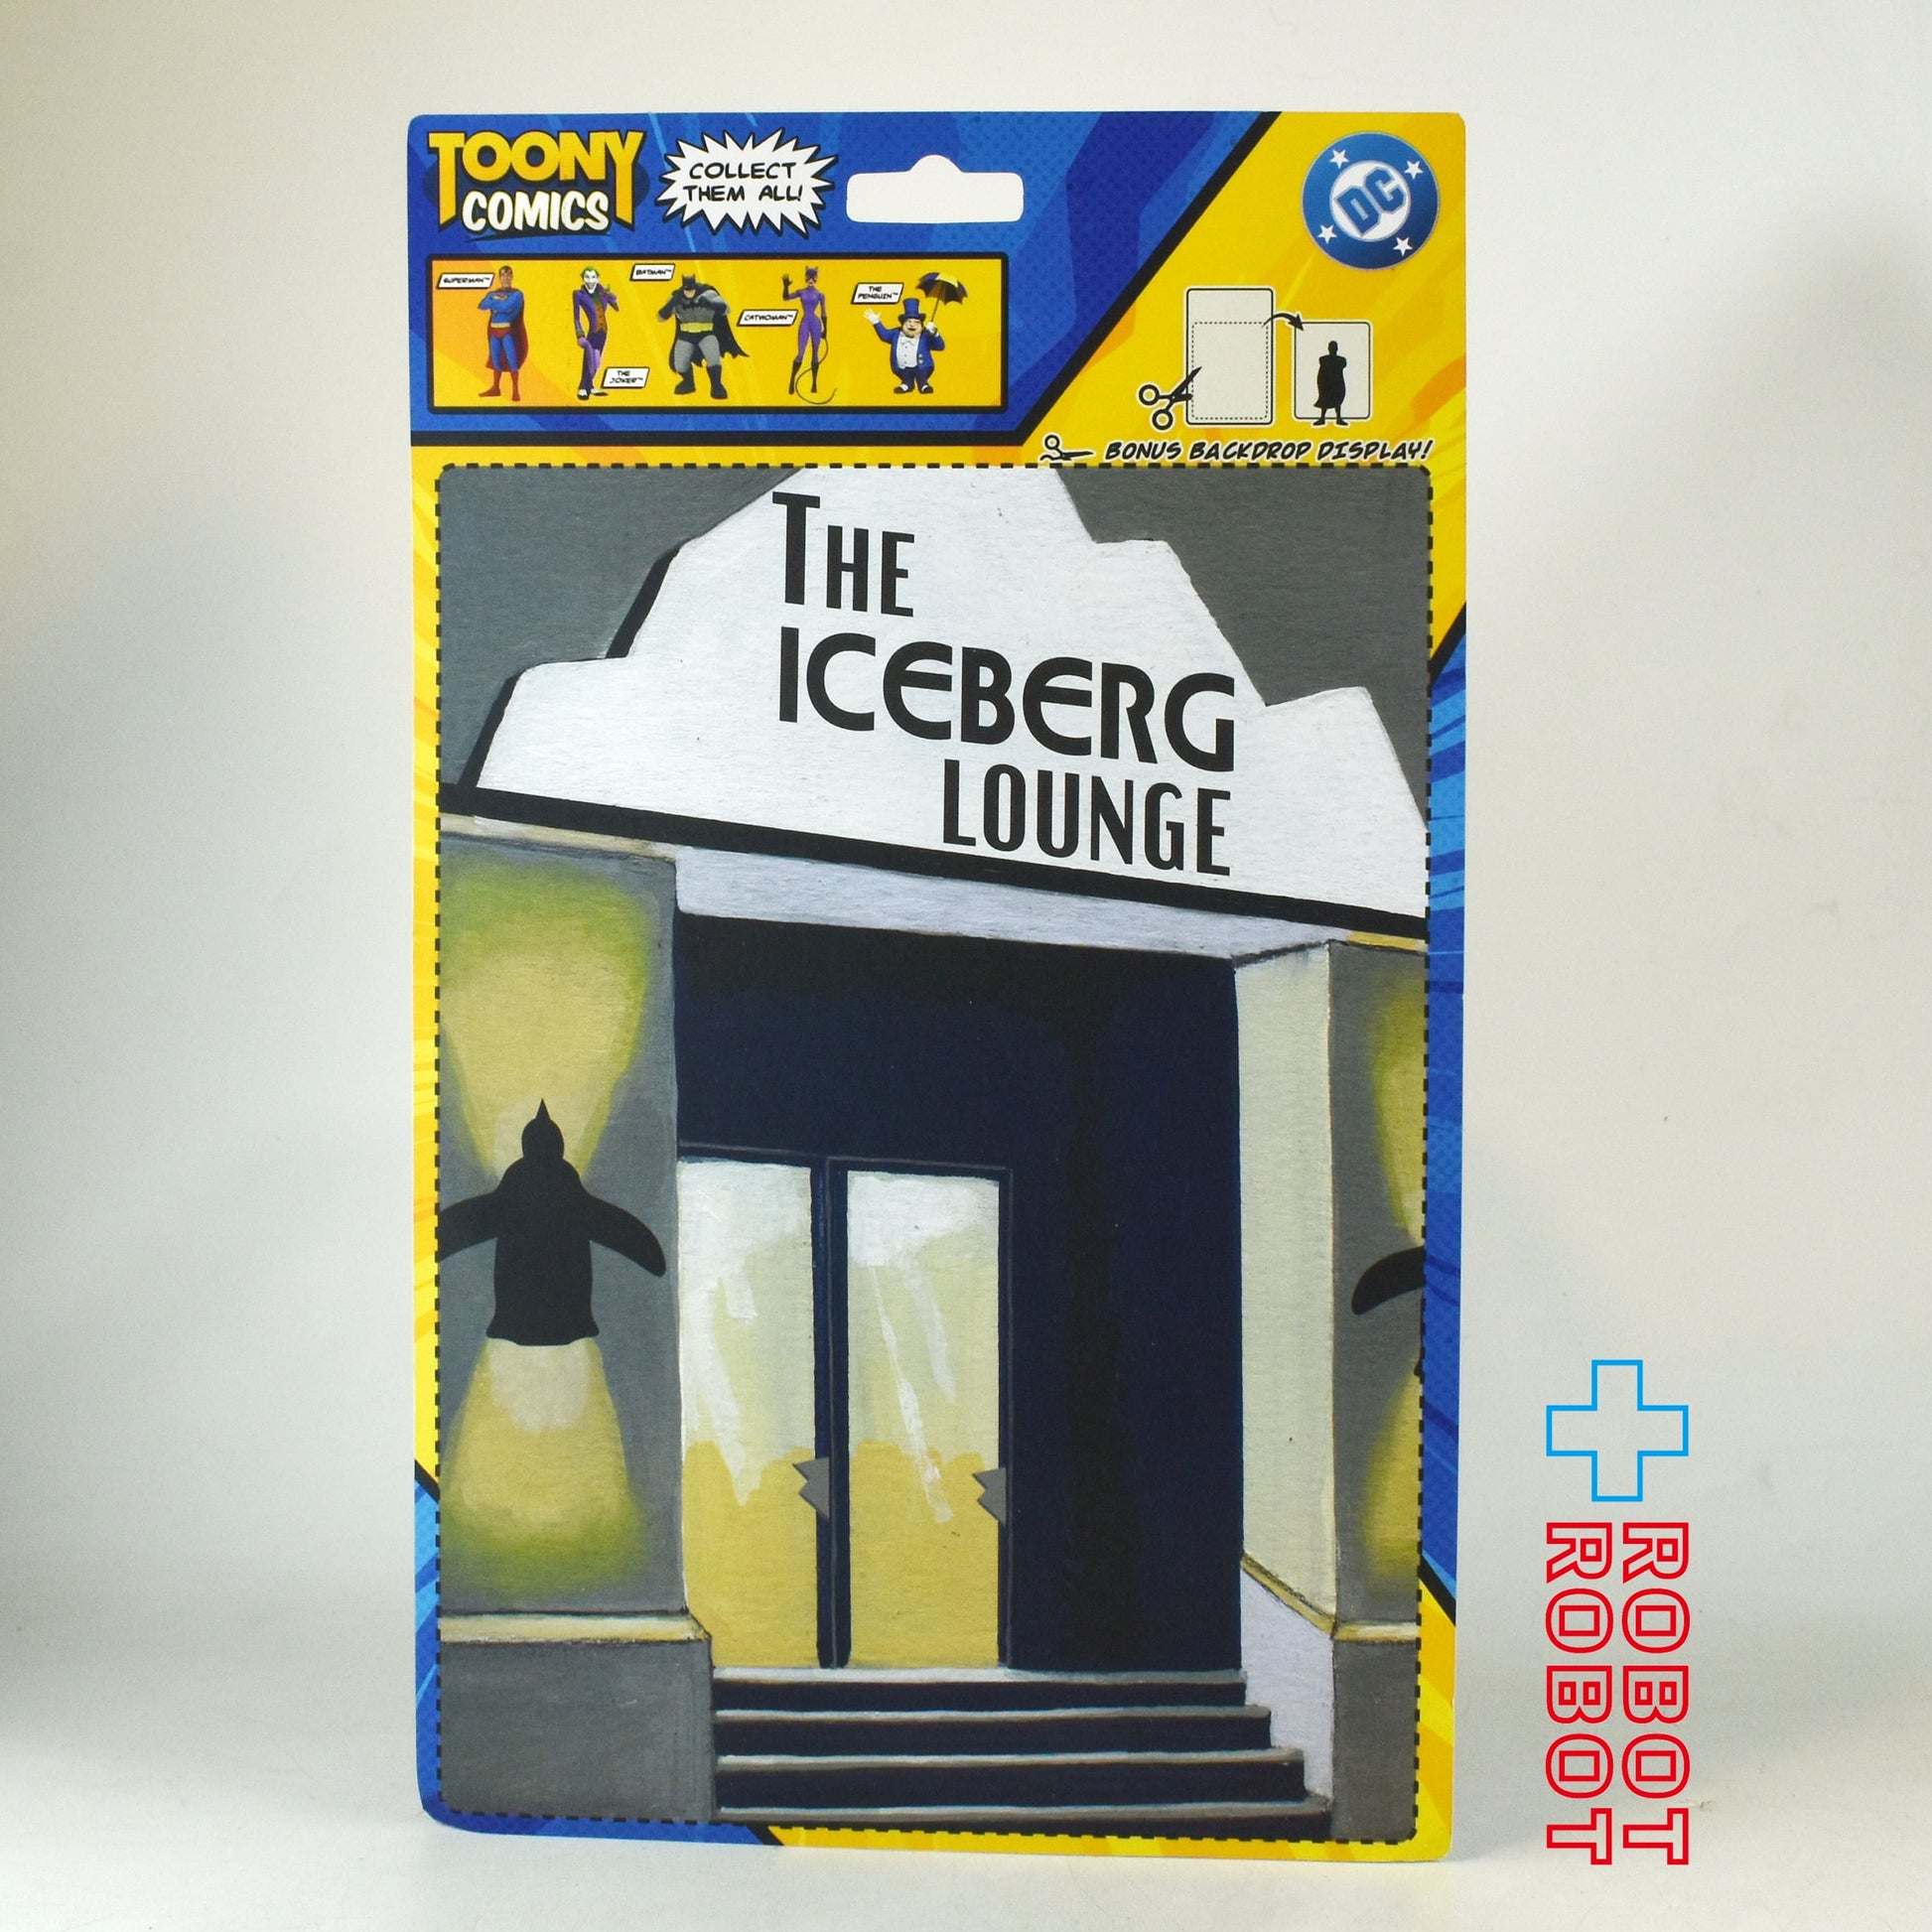 TOONY
COMICS
COLLECT
THEM ALL!
DC
SUPERMAN™
THE
JOKER™
BATMAN™
CATWOMAN™
THE
PENGUIN™
BONUS BACKDROP DISPLAY!
THE
ICEBERG
LOUNGE
ROBOT
ROBOT